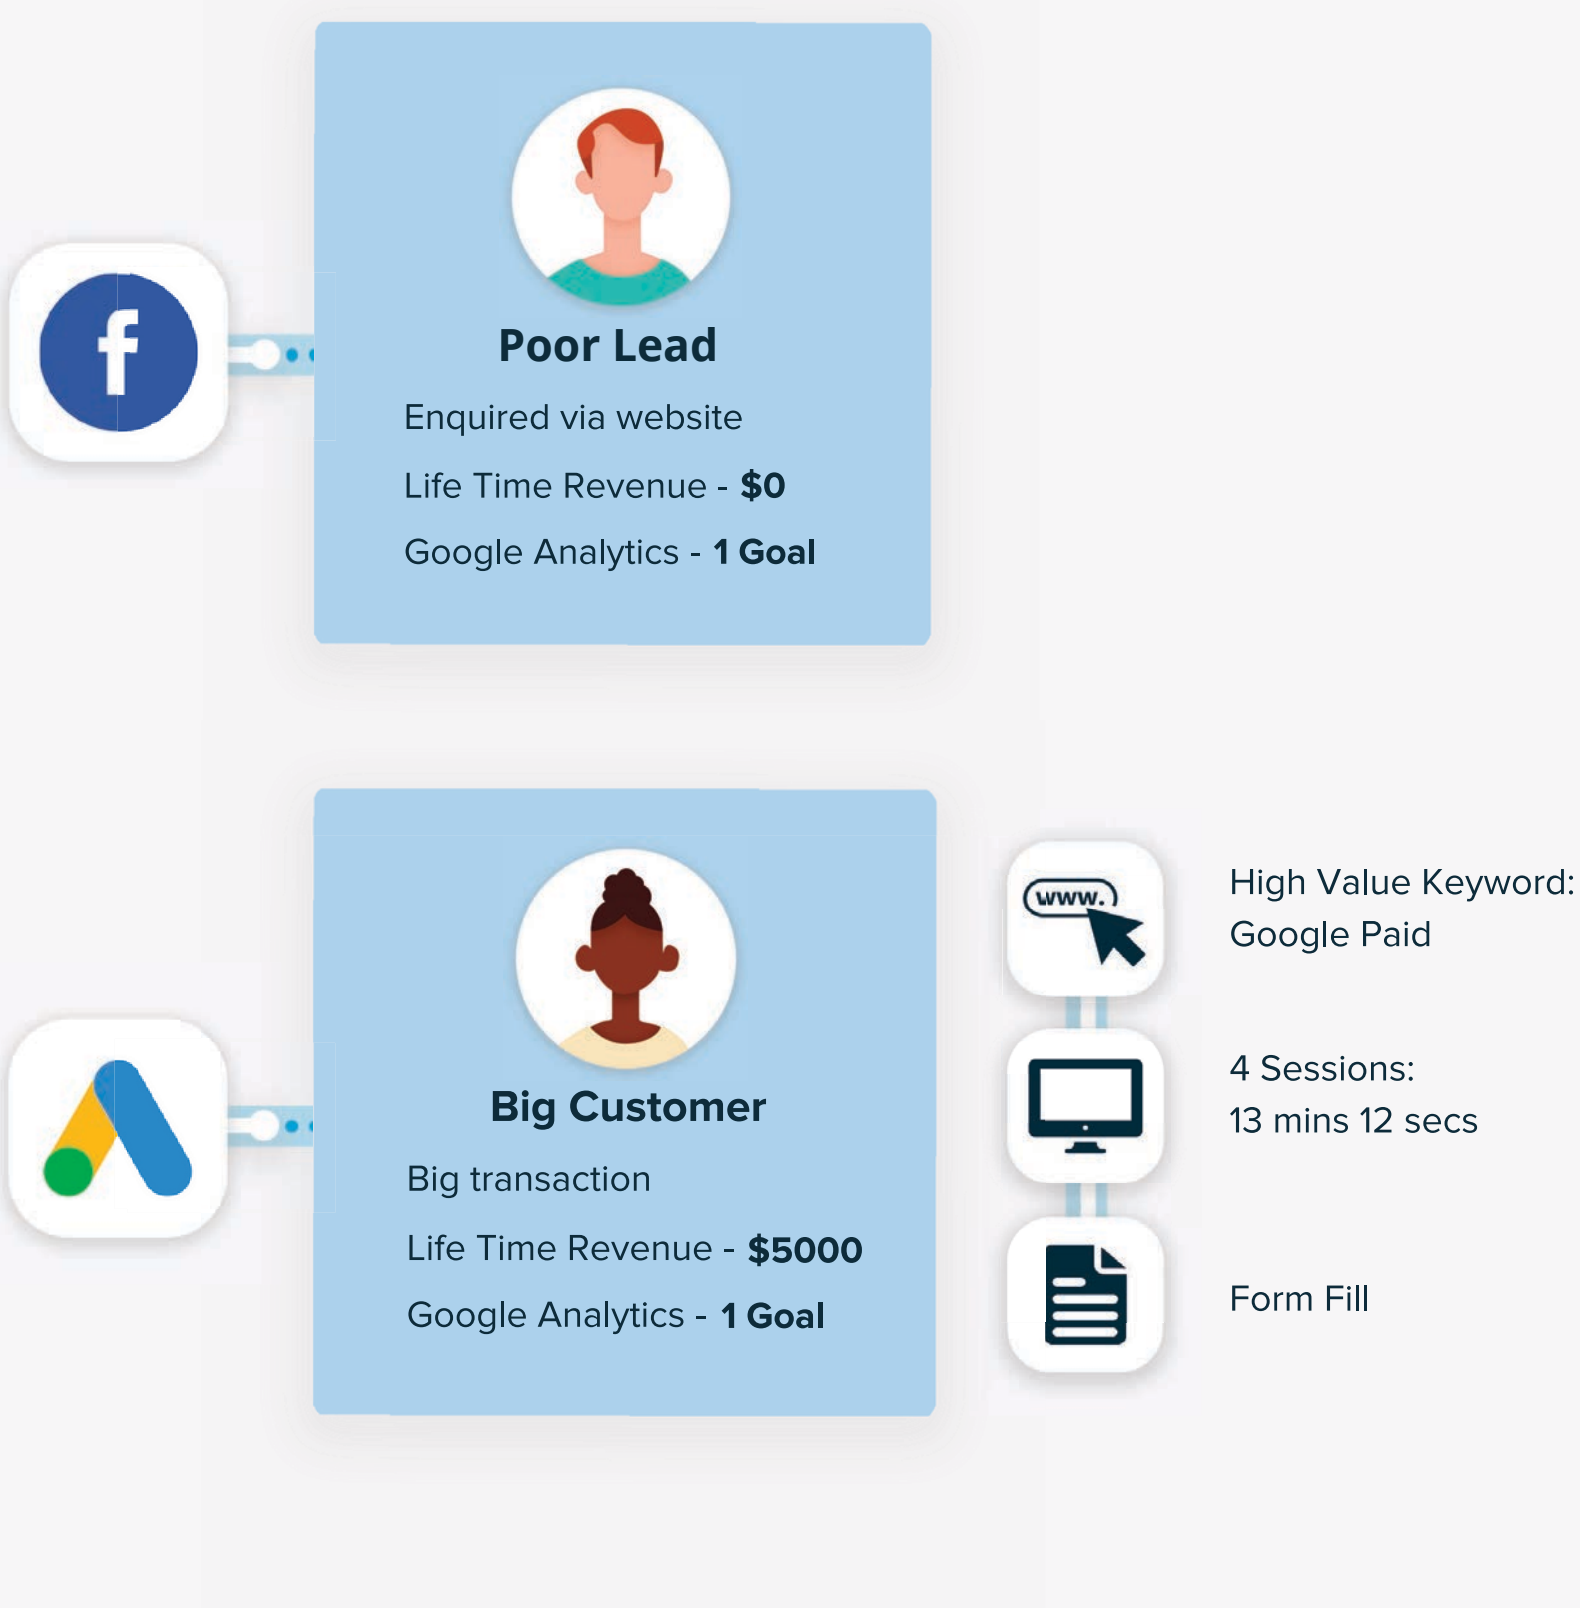 f
Poor Lead
Enquired via website
Life Time Revenue - $0
Google Analytics - 1 Goal
Big Customer
Big transaction
Life Time Revenue - $5000
Google Analytics - 1 Goal
www.
High Value Keyword:
Google Paid
4 Sessions:
13 mins 12 secs
Form Fill